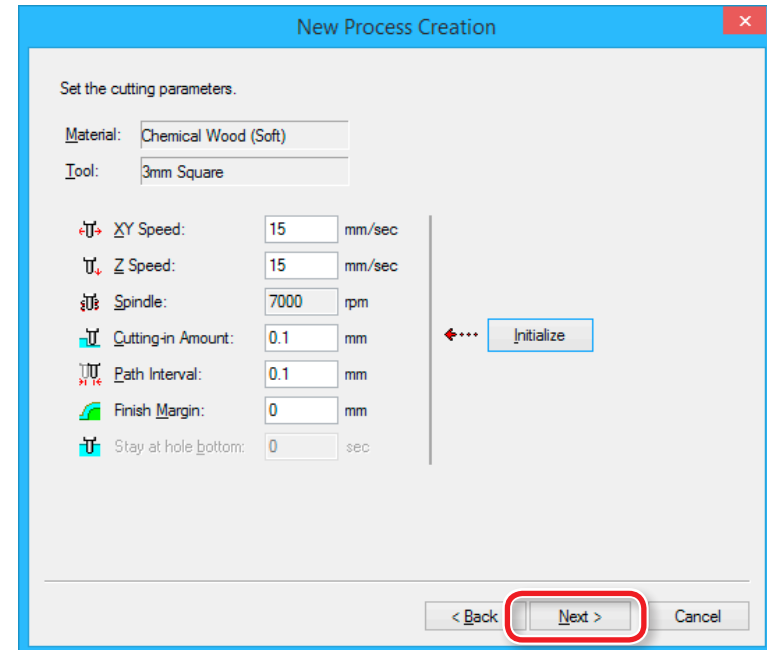 New Process Creation
Set the cutting parameters.
Material: Chemical Wood (Soft)
Tool: 3mm Square
XY Speed: 15 mm/sec
Z Speed: 15 mm/sec
Spindle: 7000 rpm
Cutting-in Amount: 0.1 mm
Initialize
Path Interval: 0.1 mm
Finish Margin: 0 mm
Stay at hole bottom: 0 sec
< Back Next > Cancel